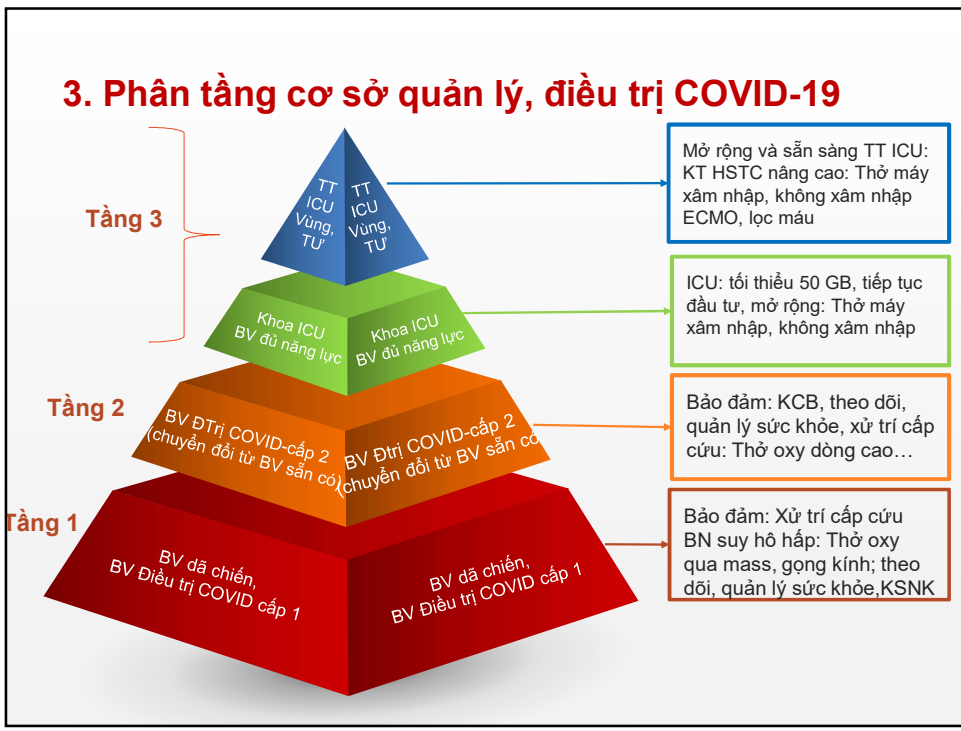 3. Phân tầng cơ sở quản lý, điều trị COVID-19
Tầng 3
TT
ICU
Vùng,
TƯ
TT
ICU
Vùng,
TƯ
Mở rộng và sẵn sàng TT ICU:
KT HSTC nâng cao: Thở máy
xâm nhập, không xâm nhập
ECMO, lọc máu
Khoa ICU
BV đủ năng lực
Khoa ICU
BV đủ năng lực
ICU: tối thiểu 50 GB, tiếp tục
đầu tư, mở rộng: Thở máy
xâm nhập, không xâm nhập
Tầng 2
BV ĐTrị COVID-cấp 2
(chuyển đổi từ BV sẵn có)
BV Đtrị COVID-cấp 2
(chuyển đổi từ BV sẵn có)
Bảo đảm: KCB, theo dõi,
quản lý sức khỏe, xử trí cấp
cứu: Thở oxy dòng cao…
Tầng 1
BV dã chiến,
BV Điều trị COVID cấp 1
BV dã chiến,
BV Điều trị COVID cấp 1
Bảo đảm: Xử trí cấp cứu
BN suy hô hấp: Thở oxy
qua mass, gọng kính; theo
dõi, quản lý sức khỏe,KSNK